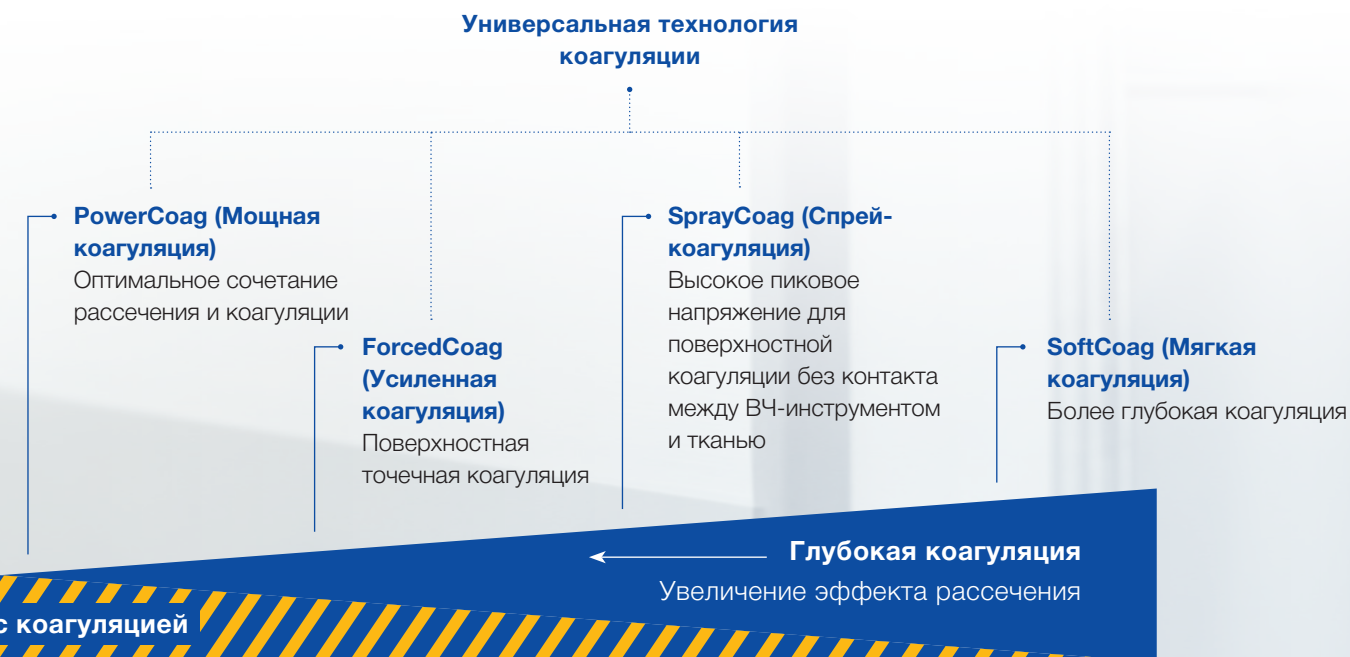 Универсальная технология
коагуляции
PowerCoag (Мощная
коагуляция)
Оптимальное сочетание
рассечения и коагуляции
ForcedCoag
(Усиленная
коагуляция)
Поверхностная
точечная коагуляция
SprayCoag (Спрей-
коагуляция)
Высокое пиковое
напряжение для
поверхностной
коагуляции без контакта
между ВЧ-инструментом
и тканью
SoftCoag (Мягкая
коагуляция)
Более глубокая коагуляция
Глубокая коагуляция
Увеличение эффекта рассечения
с коагуляцией